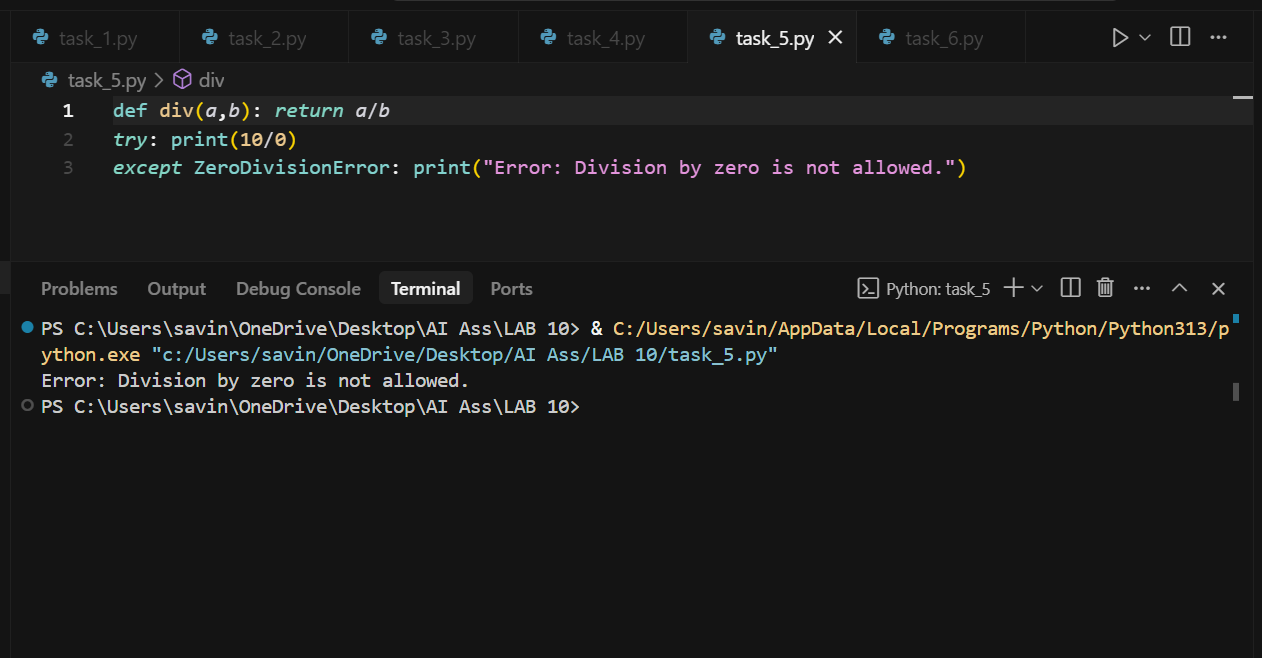 task_1.py task_2.py task_3.py task_4.py task_5.py task_6.py
task_5.py > div
1 def div(a,b): return a/b
2 try: print(10/0)
3 except ZeroDivisionError: print("Error: Division by zero is not allowed.")
Problems Output Debug Console Terminal Ports Python: task_5
PS C:\Users\savin\OneDrive\Desktop\AI Ass\LAB 10> & C:/Users/savin/AppData/Local/Programs/Python/Python313/p
ython.exe "c:/Users/savin/OneDrive/Desktop/AI Ass/LAB 10/task_5.py"
Error: Division by zero is not allowed.
PS C:\Users\savin\OneDrive\Desktop\AI Ass\LAB 10>